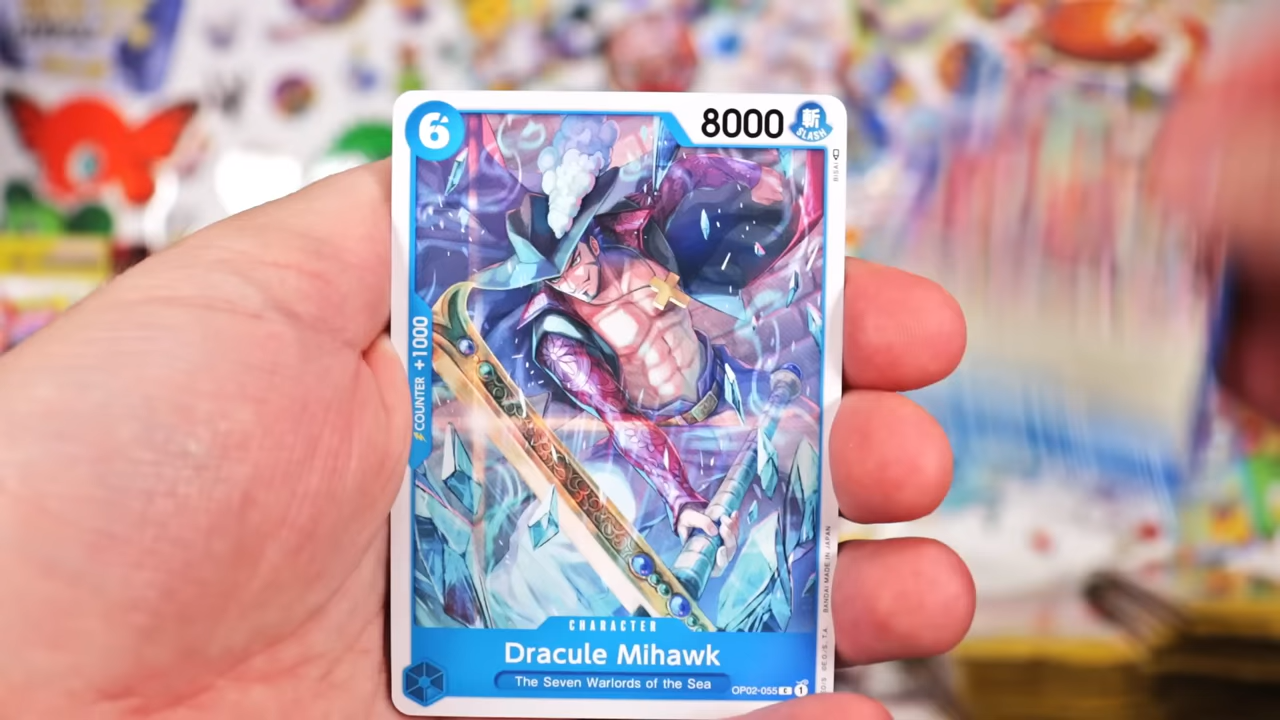 6
8000
斬
SLASH
BISAI
COUNTER +1000
CHARACTER
Dracule Mihawk
The Seven Warlords of the Sea
OP02-055 C 1
BANDAI MADE IN JAPAN